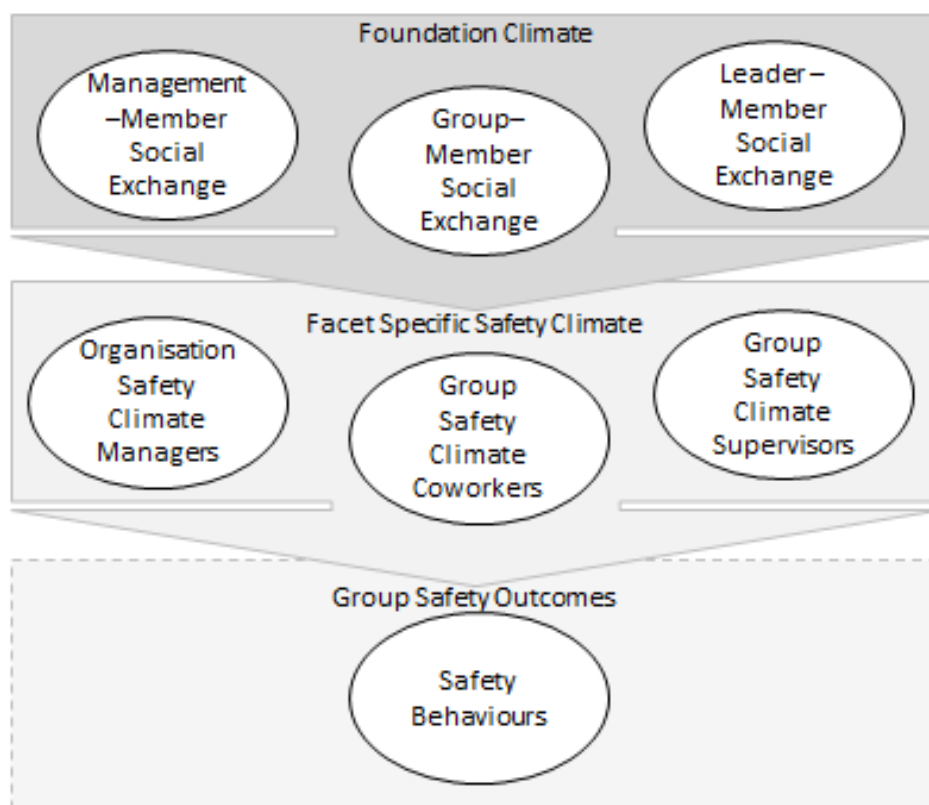 Foundation Climate
Management
–Member
Social
Exchange
Group–
Member
Social
Exchange
Leader –
Member
Social
Exchange
Facet Specific Safety Climate
Organisation
Safety
Climate
Managers
Group
Safety
Climate
Coworkers
Group
Safety
Climate
Supervisors
Group Safety Outcomes
Safety
Behaviours